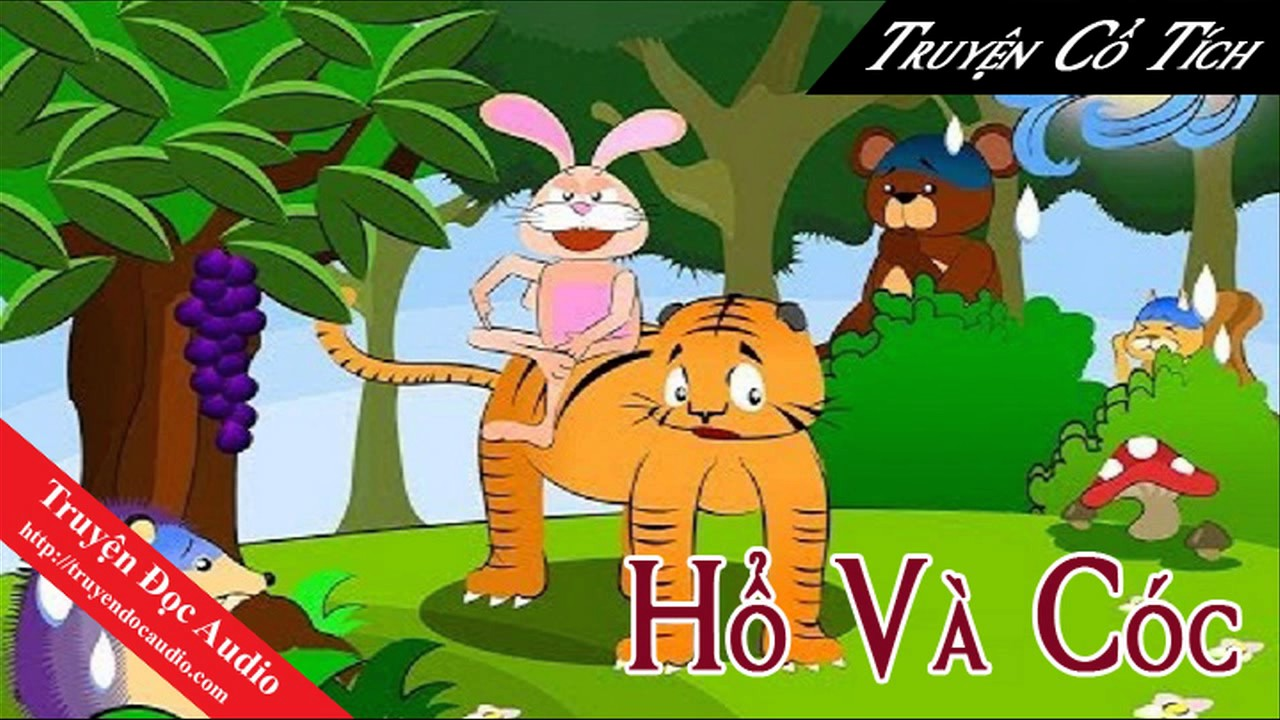 Truyện Cổ Tích
Truyện Đọc Audio
http://truyendocaudio.com
Hổ Và Cóc